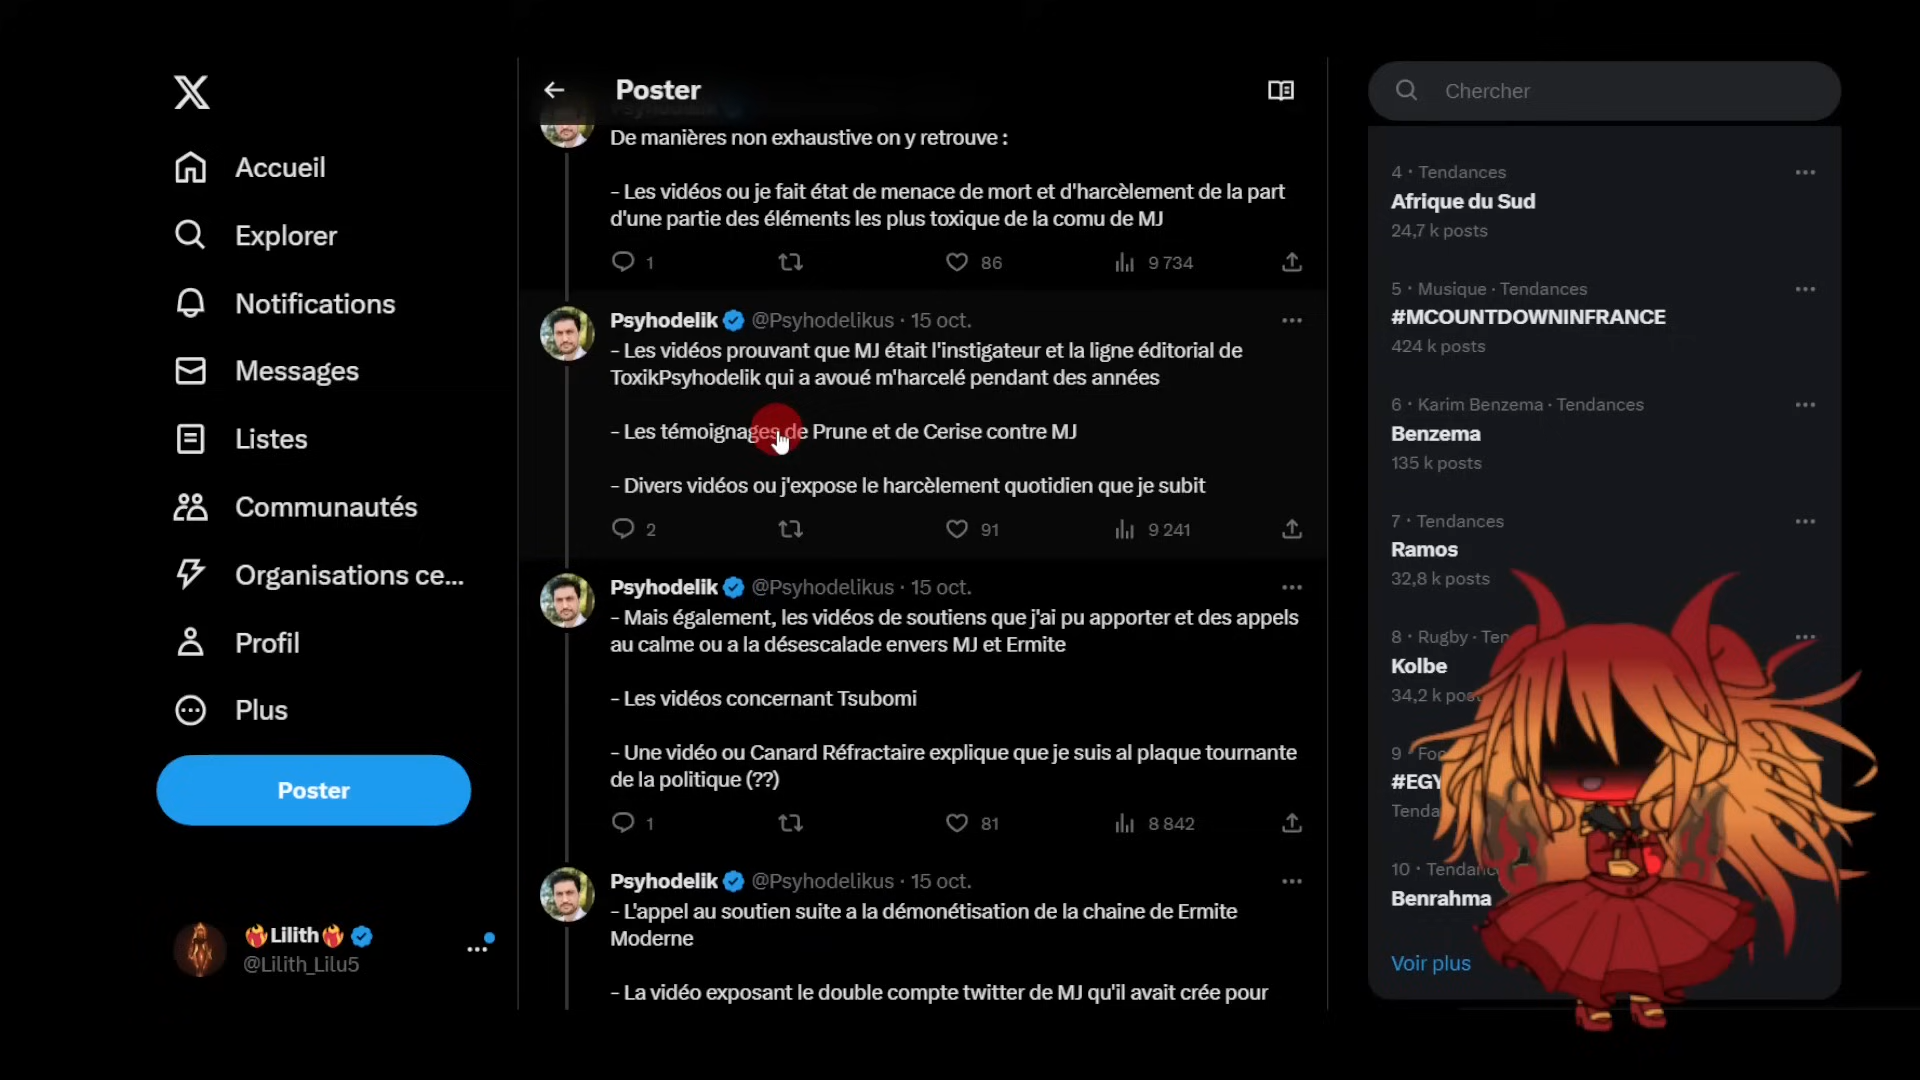 Accueil
Explorer
Notifications
Messages
Listes
Communautés
Organisations ce...
Profil
Plus
Poster
Lilith
@Lilith_Lilu5
Poster
De manières non exhaustive on y retrouve :
- Les vidéos ou je fait état de menace de mort et d'harcèlement de la part
d'une partie des éléments les plus toxique de la comu de MJ
1 86 9 734
Psyhodelik @Psyhodelikus · 15 oct.
- Les vidéos prouvant que MJ était l'instigateur et la ligne éditorial de
ToxikPsyhodelik qui a avoué m'harcelé pendant des années
- Les témoignages de Prune et de Cerise contre MJ
- Divers vidéos ou j'expose le harcèlement quotidien que je subit
2 91 9 241
Psyhodelik @Psyhodelikus · 15 oct.
- Mais également, les vidéos de soutiens que j'ai pu apporter et des appels
au calme ou a la désescalade envers MJ et Ermite
- Les vidéos concernant Tsubomi
- Une vidéo ou Canard Réfractaire explique que je suis al plaque tournante
de la politique (??)
1 81 8 842
Psyhodelik @Psyhodelikus · 15 oct.
- L'appel au soutien suite a la démonétisation de la chaine de Ermite
Moderne
- La vidéo exposant le double compte twitter de MJ qu'il avait crée pour
Chercher
4 · Tendances
Afrique du Sud
24,7 k posts
5 · Musique · Tendances
#MCOUNTDOWNINFRANCE
424 k posts
6 · Karim Benzema · Tendances
Benzema
135 k posts
7 · Tendances
Ramos
32,8 k posts
8 · Rugby · Ten
Kolbe
34,2 k pos
9 · Foo
#EGY
Tenda
10 · Tendanc
Benrahma
Voir plus